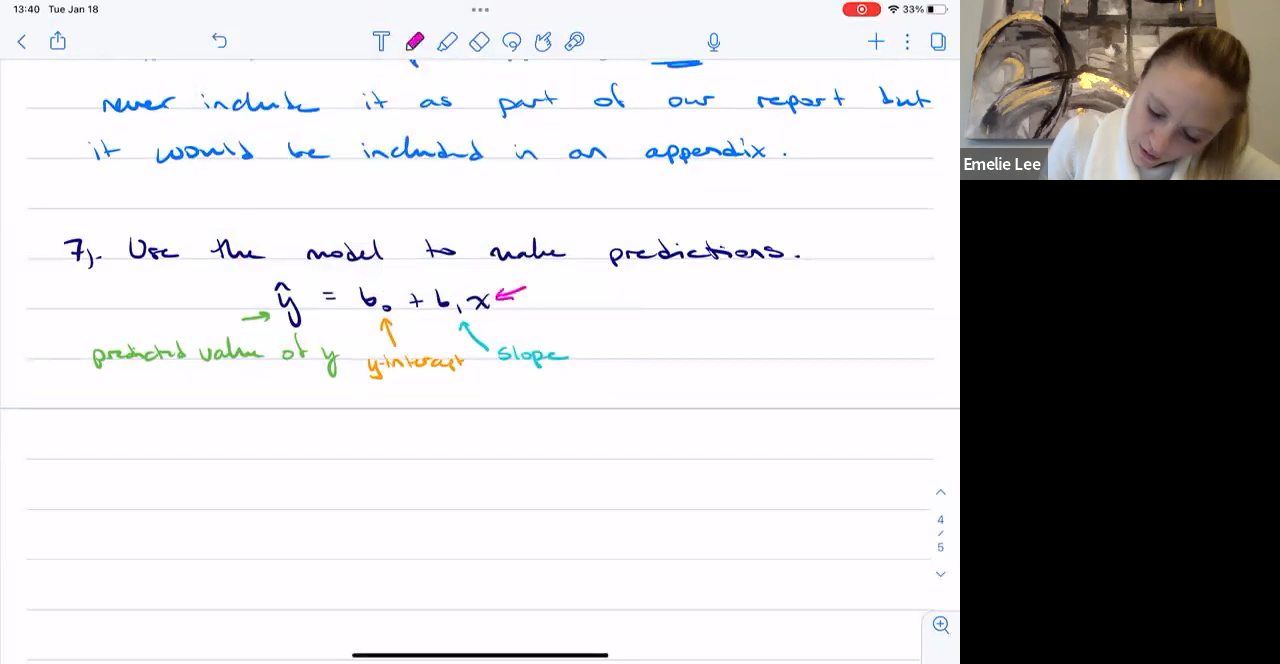 13:40 Tue Jan 18
33%
never include it as part of our report but
it would be included in an appendix.
Emelie Lee
7). Use the model to make predictions.
ŷ = b₀ + b₁x
predicted value of y
y-intercept
slope
4
/
5